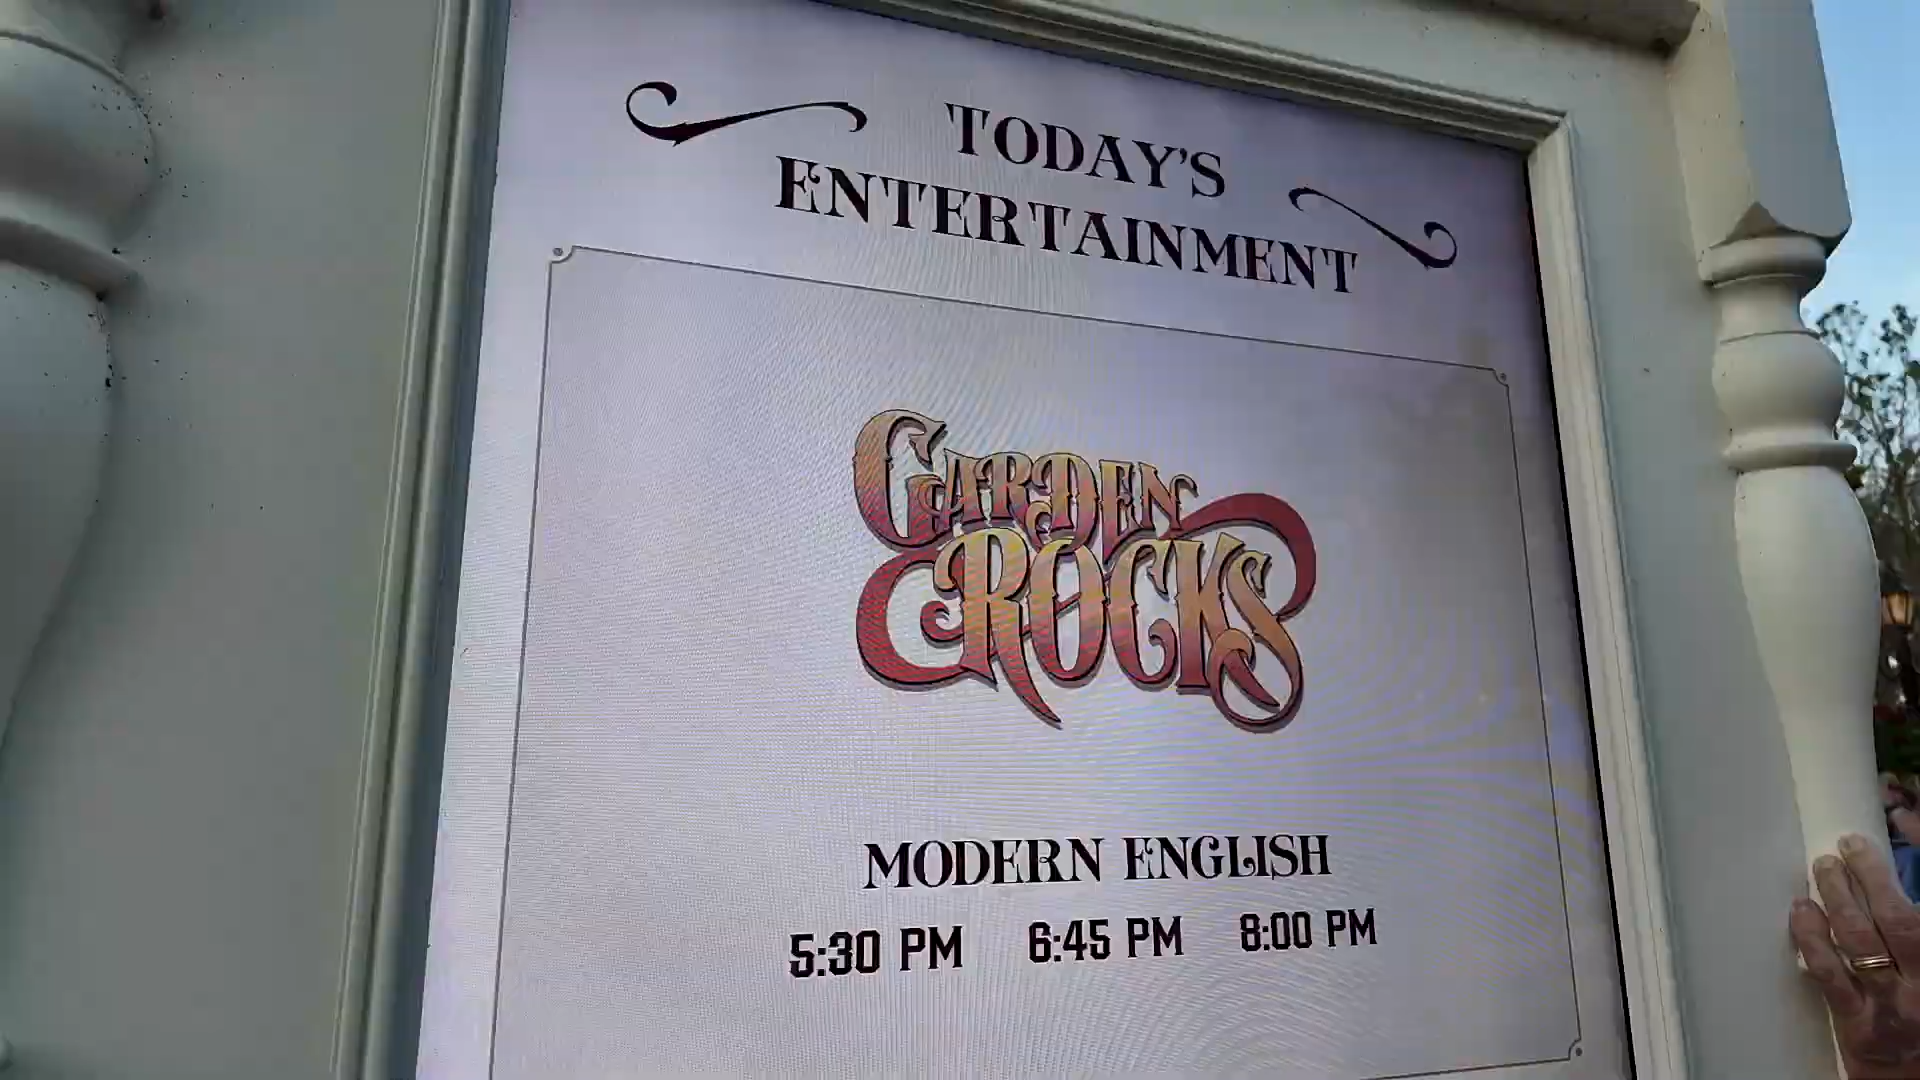 TODAY'S
ENTERTAINMENT
GARDEN
ROCKS
MODERN ENGLISH
5:30 PM 6:45 PM 8:00 PM